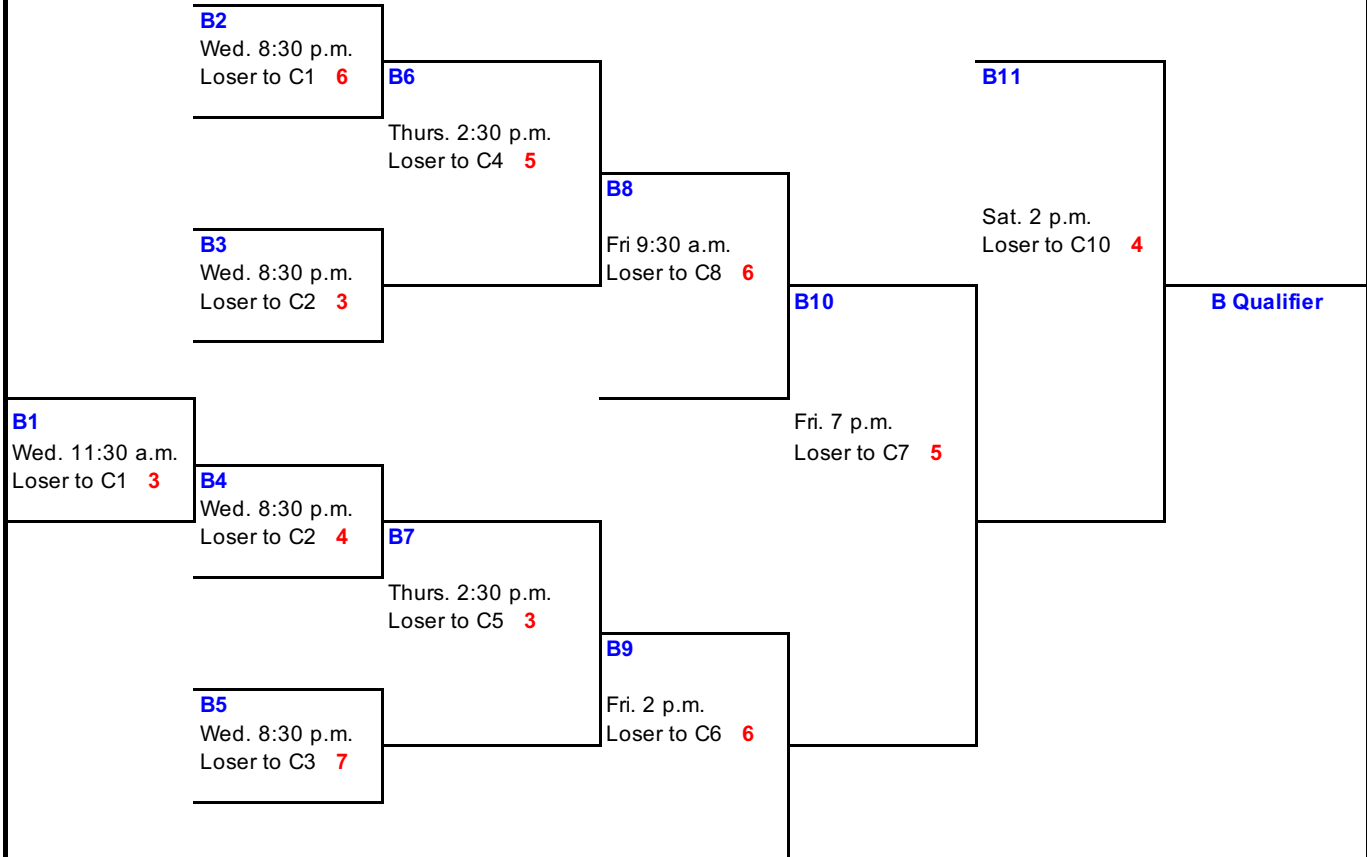 B2
Wed. 8:30 p.m.
Loser to C1 6
B6
Thurs. 2:30 p.m.
Loser to C4 5
B11
Sat. 2 p.m.
Loser to C10 4
B8
Fri 9:30 a.m.
Loser to C8 6
B3
Wed. 8:30 p.m.
Loser to C2 3
B10
Fri. 7 p.m.
Loser to C7 5
B Qualifier
B1
Wed. 11:30 a.m.
Loser to C1 3
B4
Wed. 8:30 p.m.
Loser to C2 4
B7
Thurs. 2:30 p.m.
Loser to C5 3
B9
Fri. 2 p.m.
Loser to C6 6
B5
Wed. 8:30 p.m.
Loser to C3 7